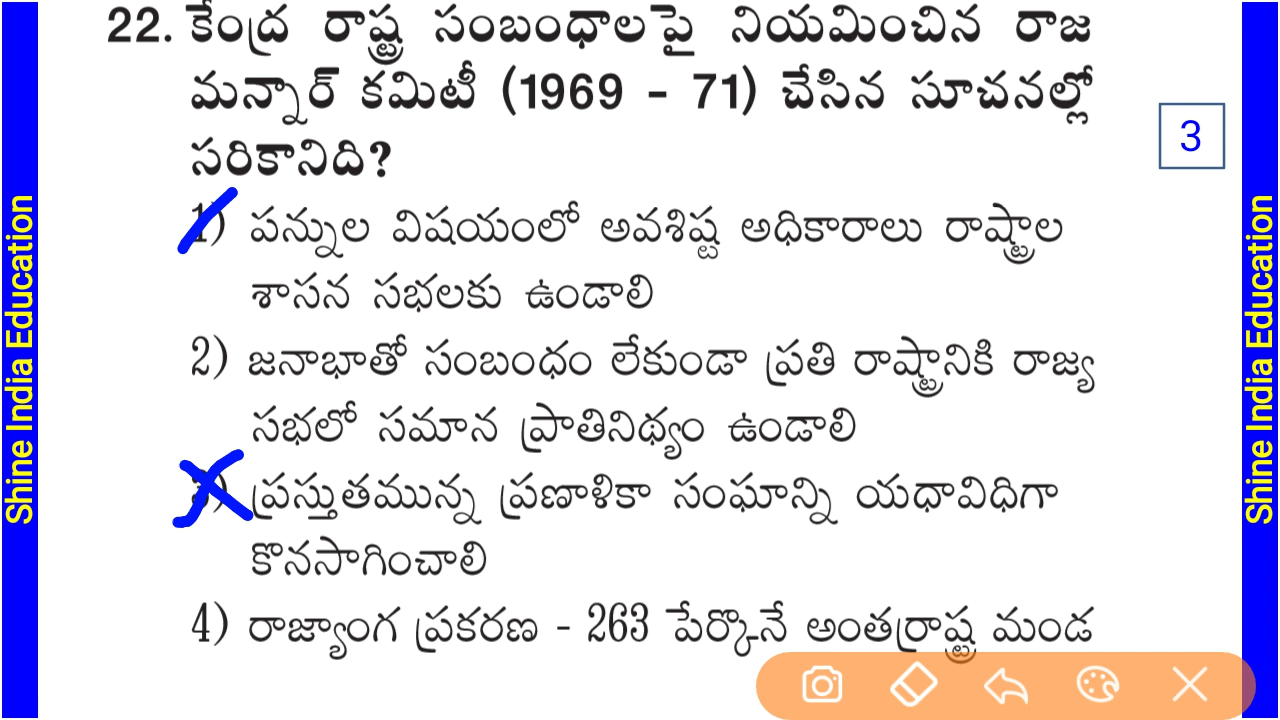 22. కేంద్ర రాష్ట్ర సంబంధాలపై నియమించిన రాజ
మన్నార్ కమిటీ (1969 - 71) చేసిన సూచనల్లో
సరికానిది?
3
1) పన్నుల విషయంలో అవశిష్ట అధికారాలు రాష్ట్రాల
శాసన సభలకు ఉండాలి
2) జనాభాతో సంబంధం లేకుండా ప్రతి రాష్ట్రానికి రాజ్య
సభలో సమాన ప్రాతినిథ్యం ఉండాలి
3) ప్రస్తుతమున్న ప్రణాళికా సంఘాన్ని యధావిధిగా
కొనసాగించాలి
4) రాజ్యాంగ ప్రకరణ - 263 పేర్కొనే అంతర్రాష్ట్ర మండ
Shine India Education
Shine India Education